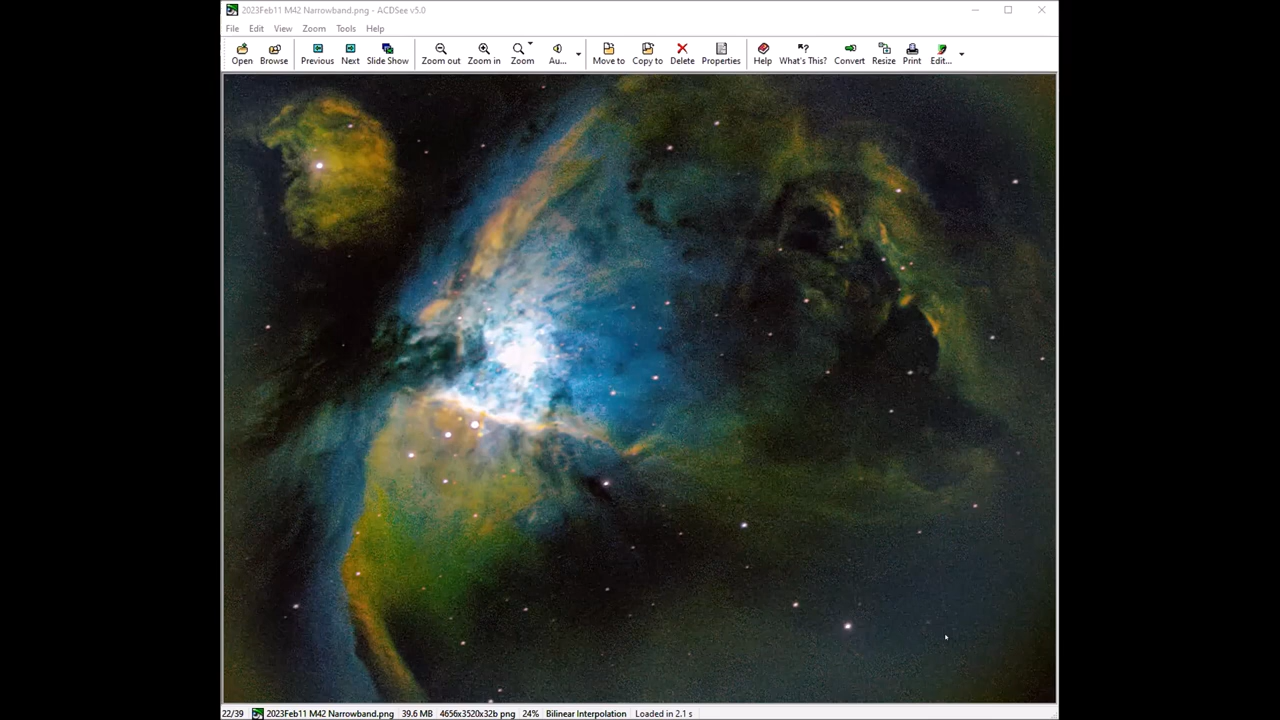 2023Feb11 M42 Narrowband.png - ACDSee v5.0
File Edit View Zoom Tools Help
Open Browse Previous Next Slide Show Zoom out Zoom in Zoom Au... Move to Copy to Delete Properties Help What's This? Convert Resize Print Edit...
22/39 2023Feb11 M42 Narrowband.png 39.6 MB 4656x3520x32b png 24% Bilinear Interpolation Loaded in 2.1 s